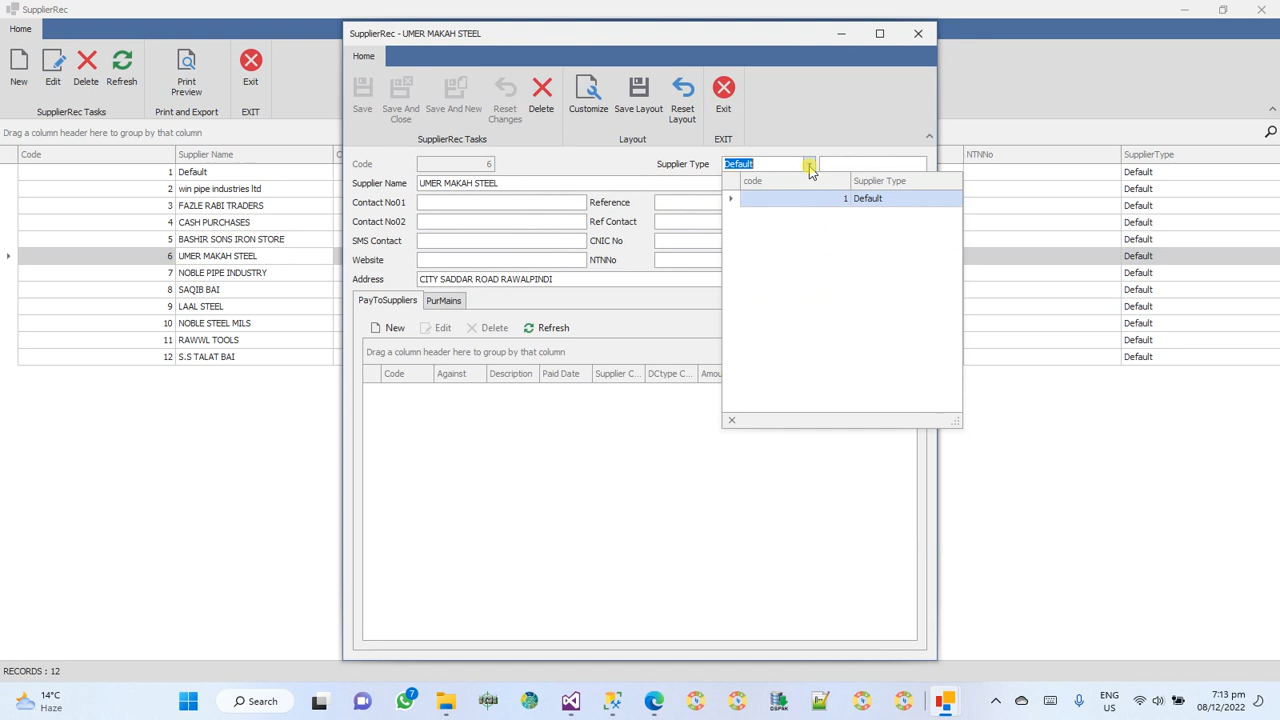 SupplierRec
Home
New
Edit
Delete
Refresh
Print Preview
Exit
SupplierRec Tasks
Print and Export
EXIT
Drag a column header here to group by that column
Code
Supplier Name
NTNNo
SupplierType
1 Default Default
2 win pipe industries ltd Default
3 FAZLE RABI TRADERS Default
4 CASH PURCHASES Default
5 BASHIR SONS IRON STORE Default
6 UMER MAKAH STEEL Default
7 NOBLE PIPE INDUSTRY Default
8 SAQIB BAI Default
9 LAAL STEEL Default
10 NOBLE STEEL MILS Default
11 RAWWL TOOLS Default
12 S.S TALAT BAI Default
SupplierRec - UMER MAKAH STEEL
Home
Save
Save And Close
Save And New
Reset Changes
Delete
Customize
Save Layout
Reset Layout
Exit
SupplierRec Tasks
Layout
EXIT
Code 6
Supplier Type Default
Supplier Name UMER MAKAH STEEL
Contact No01
Reference
Contact No02
Ref Contact
SMS Contact
CNIC No
Website
NTNNo
Address CITY SADDAR ROAD RAWALPINDI
code Supplier Type
1 Default
PayToSuppliers PurMains
New Edit Delete Refresh
Drag a column header here to group by that column
Code Against Description Paid Date Supplier C... DCtype C... Amou
RECORDS : 12
14°C
Haze
Search
7
DSPAK
ENG
US
7:13 pm
08/12/2022